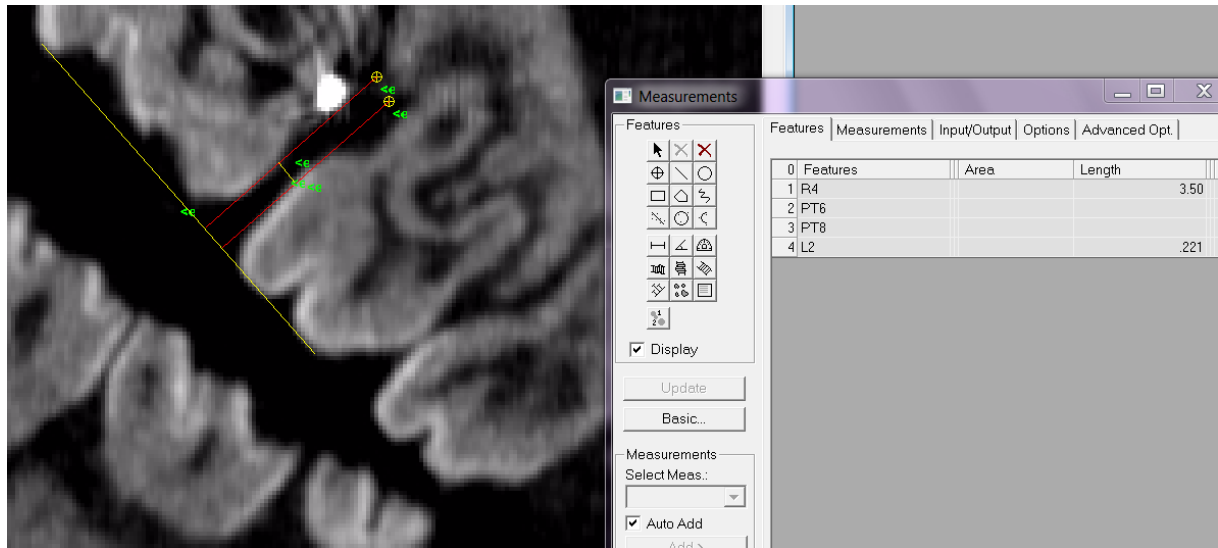 <e
<e
<e
<e <e
<e
Measurements
Features
Display
Update
Basic...
Measurements
Select Meas.:
Auto Add
Add >
Features Measurements Input/Output Options Advanced Opt.
0 Features Area Length
1 R4 3.50
2 PT6
3 PT8
4 L2 .221